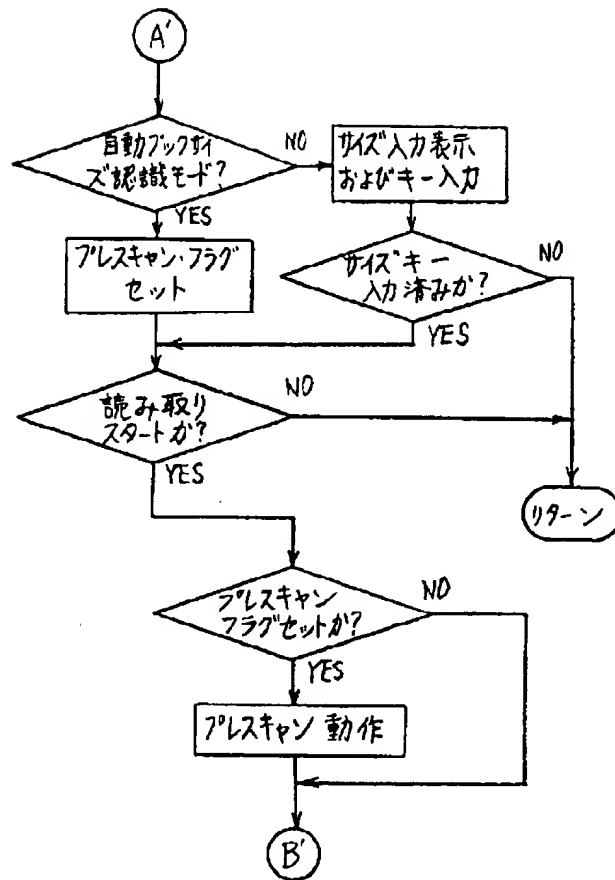 A'
自動ブックサイ
ズ認識モード?
NO
サイズ入力表示
およびキー入力
YES
プレスキャン・フラグ
セット
サイズキー
入力済みか?
NO
YES
読み取り
スタートか?
NO
YES
リターン
プレスキャン
フラグセットか?
NO
YES
プレスキャン動作
B'